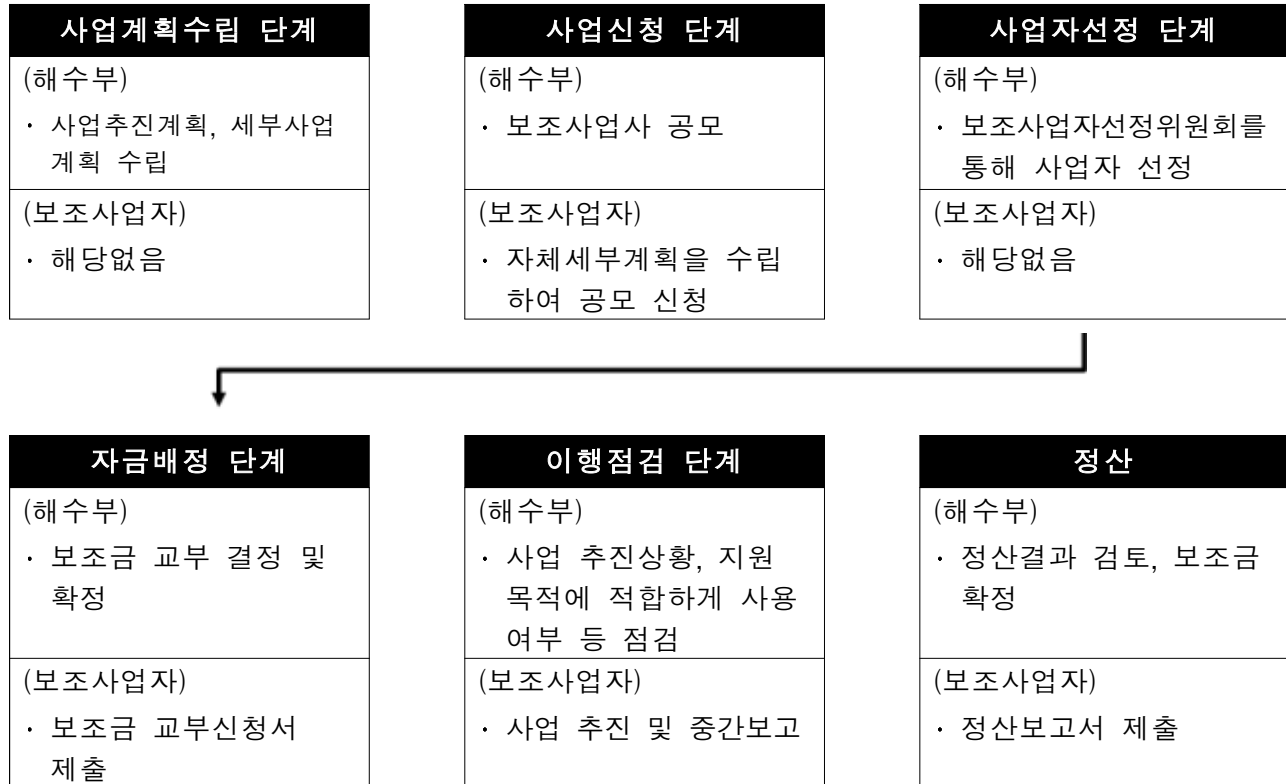 사업계획수립 단계
(해수부)
· 사업추진계획, 세부사업
계획 수립
(보조사업자)
· 해당없음
사업신청 단계
(해수부)
· 보조사업사 공모
(보조사업자)
· 자체세부계획을 수립
하여 공모 신청
사업자선정 단계
(해수부)
· 보조사업자선정위원회를
통해 사업자 선정
(보조사업자)
· 해당없음
자금배정 단계
(해수부)
· 보조금 교부 결정 및
확정
(보조사업자)
· 보조금 교부신청서
제출
이행점검 단계
(해수부)
· 사업 추진상황, 지원
목적에 적합하게 사용
여부 등 점검
(보조사업자)
· 사업 추진 및 중간보고
정산
(해수부)
· 정산결과 검토, 보조금
확정
(보조사업자)
· 정산보고서 제출